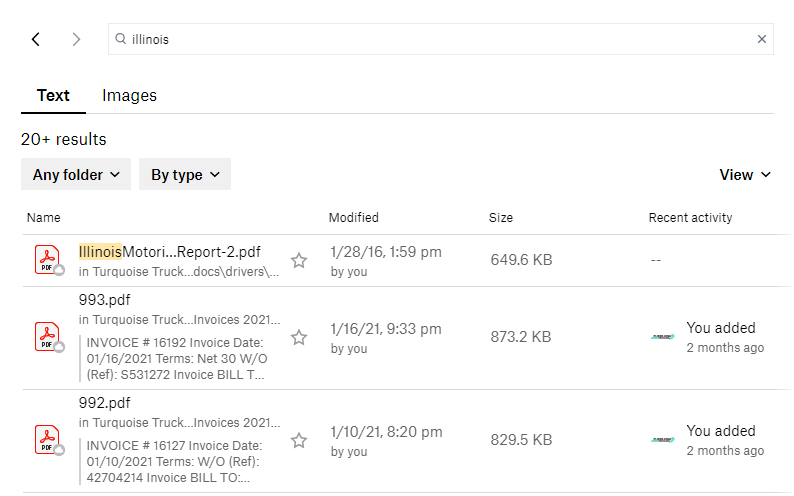 illinois
Text Images
20+ results
Any folder By type View
Name Modified Size Recent activity
IllinoisMotori...Report-2.pdf
in Turquoise Truck...docs\drivers\...
1/28/16, 1:59 pm
by you
649.6 KB
--
993.pdf
in Turquoise Truck...Invoices 2021...
INVOICE # 16192 Invoice Date:
01/16/2021 Terms: Net 30 W/O
(Ref): S531272 Invoice BILL T...
1/16/21, 9:33 pm
by you
873.2 KB
You added
2 months ago
992.pdf
in Turquoise Truck...Invoices 2021...
INVOICE # 16127 Invoice Date:
01/10/2021 Terms: W/O (Ref):
42704214 Invoice BILL TO:...
1/10/21, 8:20 pm
by you
829.5 KB
You added
2 months ago
PDF
PDF
PDF